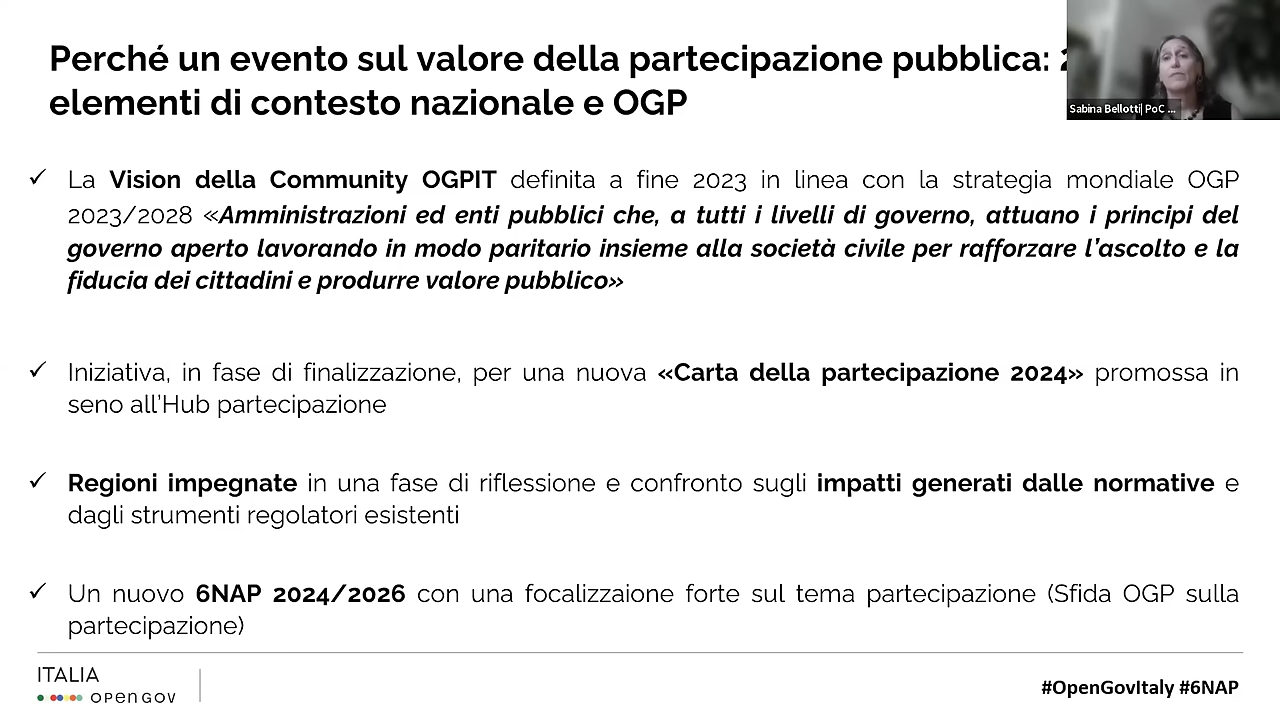 Perché un evento sul valore della partecipazione pubblica:
elementi di contesto nazionale e OGP
Sabina Bellotti| PoC ...
✓ La Vision della Community OGPIT definita a fine 2023 in linea con la strategia mondiale OGP
2023/2028 «Amministrazioni ed enti pubblici che, a tutti i livelli di governo, attuano i principi del
governo aperto lavorando in modo paritario insieme alla società civile per rafforzare l'ascolto e la
fiducia dei cittadini e produrre valore pubblico»
✓ Iniziativa, in fase di finalizzazione, per una nuova «Carta della partecipazione 2024» promossa in
seno all'Hub partecipazione
✓ Regioni impegnate in una fase di riflessione e confronto sugli impatti generati dalle normative e
dagli strumenti regolatori esistenti
✓ Un nuovo 6NAP 2024/2026 con una focalizzaione forte sul tema partecipazione (Sfida OGP sulla
partecipazione)
ITALIA
OPEN GOV
#OpenGovItaly #6NAP